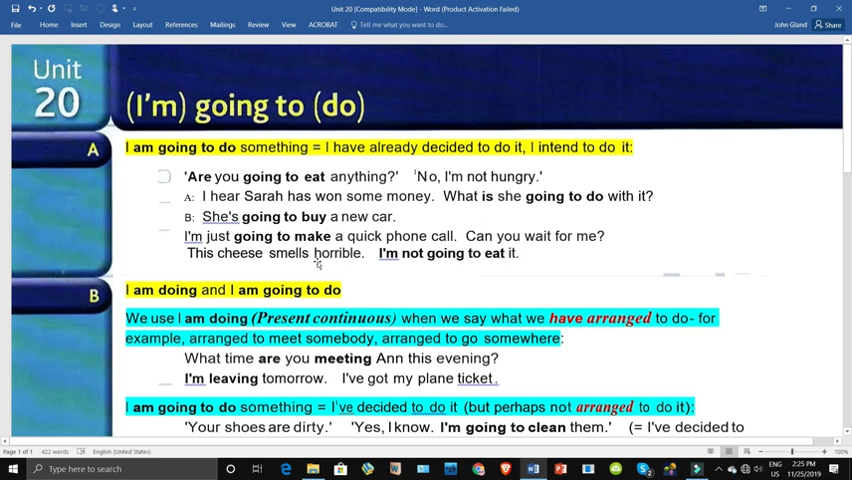 Unit 20 [Compatibility Mode] - Word (Product Activation Failed)
File Home Insert Design Layout References Mailings Review View ACROBAT Tell me what you want to do... John Gland Share
Unit
20
(I'm) going to (do)
A
I am going to do something = I have already decided to do it, I intend to do it:
'Are you going to eat anything?' 'No, I'm not hungry.'
A: I hear Sarah has won some money. What is she going to do with it?
B: She's going to buy a new car.
I'm just going to make a quick phone call. Can you wait for me?
This cheese smells horrible. I'm not going to eat it.
B
I am doing and I am going to do
We use I am doing (Present continuous) when we say what we have arranged to do- for
example, arranged to meet somebody, arranged to go somewhere:
What time are you meeting Ann this evening?
I'm leaving tomorrow. I've got my plane ticket.
I am going to do something = I've decided to do it (but perhaps not arranged to do it):
'Your shoes are dirty.' 'Yes, I know. I'm going to clean them.' (= I've decided to
Page 1 of 1 422 words English (United States) 100%
Type here to search ENG 2:25 PM
US 11/25/2019